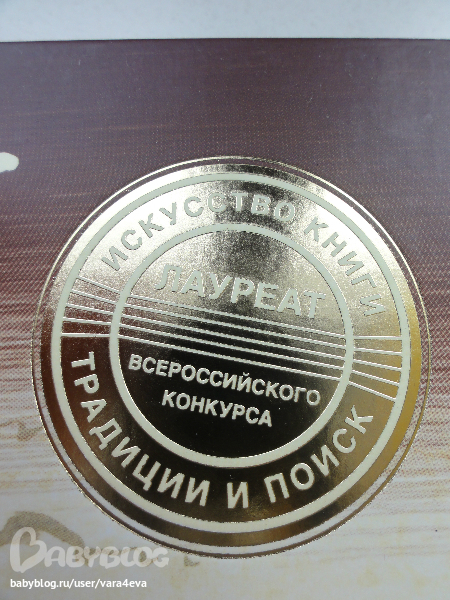 ИСКУССТВО КНИГИ
ЛАУРЕАТ
ВСЕРОССИЙСКОГО
КОНКУРСА
ТРАДИЦИИ И ПОИСК
BABYBLOG
babyblog.ru/user/vara4eva